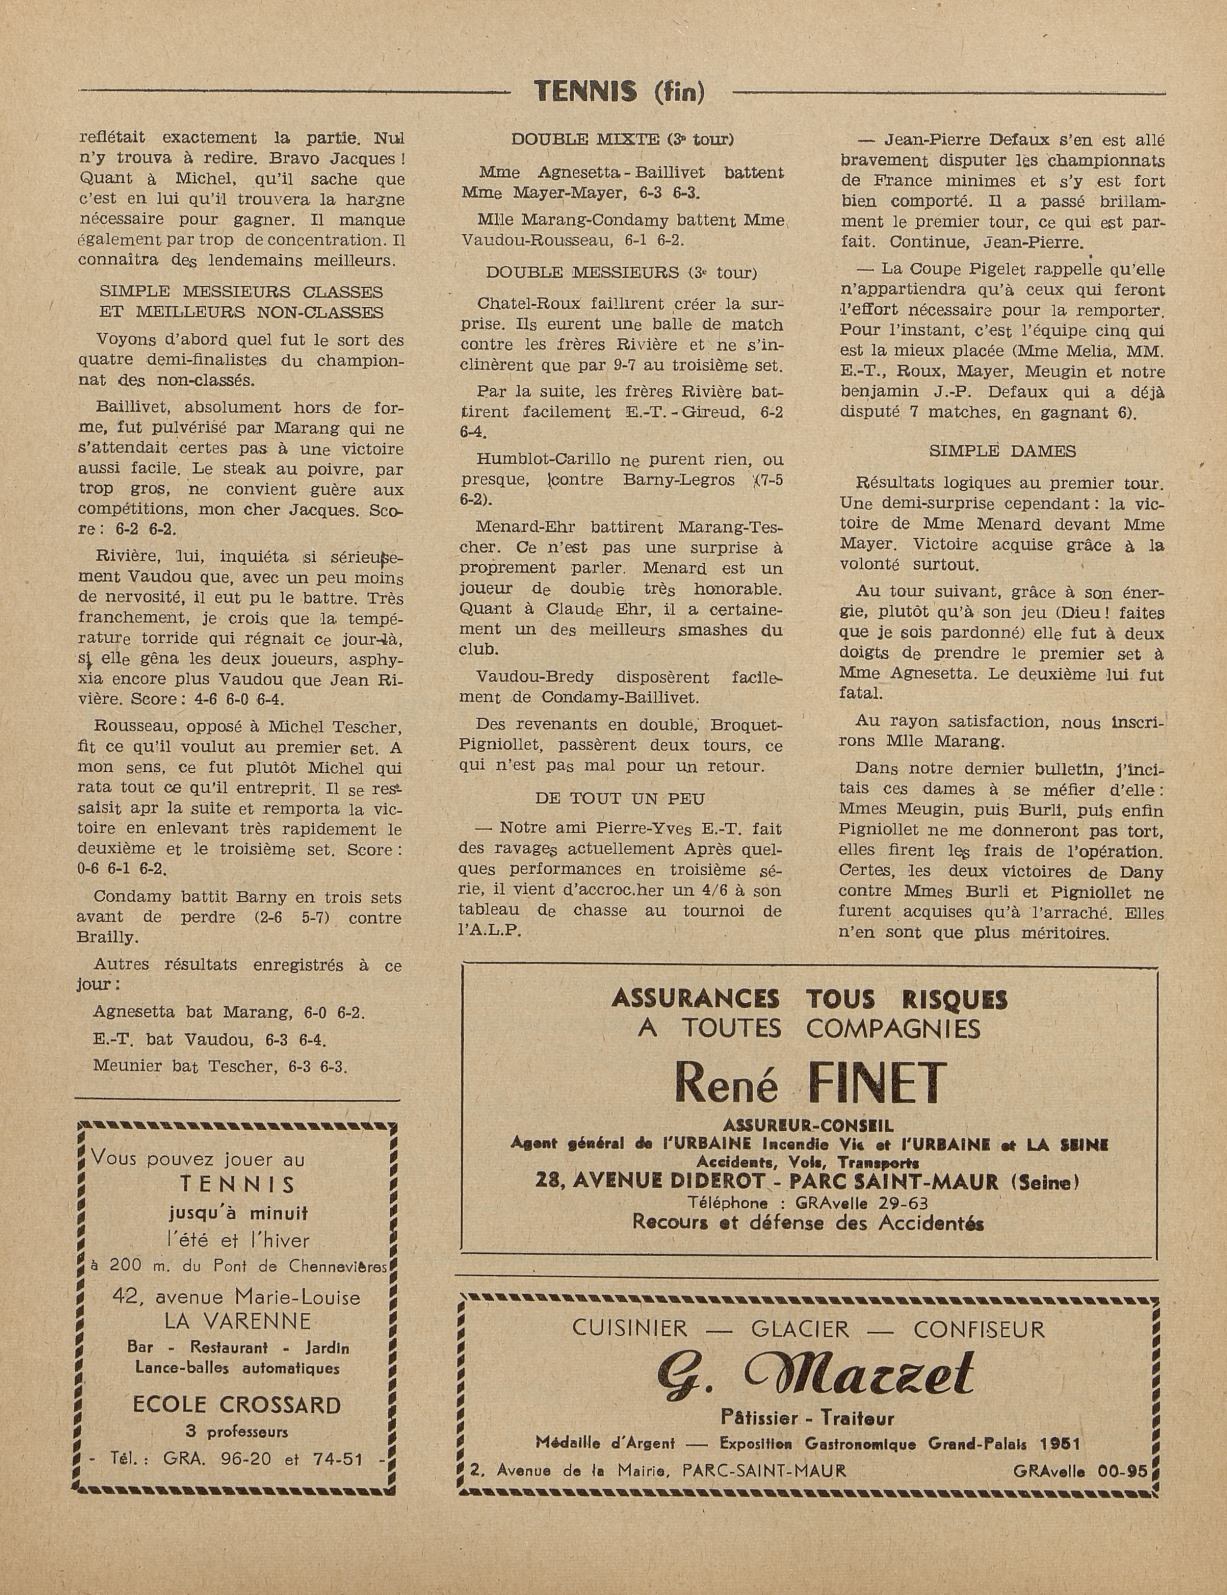 TENNIS (fin)
reflétait exactement la partie. Nul
n'y trouva à redire. Bravo Jacques !
Quant à Michel, qu'il sache que
c'est en lui qu'il trouvera la hargne
nécessaire pour gagner. Il manque
également par trop de concentration. Il
connaîtra des lendemains meilleurs.
SIMPLE MESSIEURS CLASSES
ET MEILLEURS NON-CLASSES
Voyons d'abord quel fut le sort des
quatre demi-finalistes du champion-
nat des non-classés.
Baillivet, absolument hors de for-
me, fut pulvérisé par Marang qui ne
s'attendait certes pas à une victoire
aussi facile. Le steak au poivre, par
trop gros, ne convient guère aux
compétitions, mon cher Jacques. Sco-
re : 6-2 6-2.
Rivière, lui, inquiéta si sérieuse-
ment Vaudou que, avec un peu moins
de nervosité, il eut pu le battre. Très
franchement, je crois que la tempé-
rature torride qui régnait ce jour-là,
si elle gêna les deux joueurs, asphy-
xia encore plus Vaudou que Jean Ri-
vière. Score : 4-6 6-0 6-4.
Rousseau, opposé à Michel Tescher,
fit ce qu'il voulut au premier set. A
mon sens, ce fut plutôt Michel qui
rata tout ce qu'il entreprit. Il se res-
saisit apr la suite et remporta la vic-
toire en enlevant très rapidement le
deuxième et le troisième set. Score :
0-6 6-1 6-2.
Condamy battit Barny en trois sets
avant de perdre (2-6 5-7) contre
Brailly.
Autres résultats enregistrés à ce
jour :
Agnesetta bat Marang, 6-0 6-2.
E.-T. bat Vaudou, 6-3 6-4.
Meunier bat Tescher, 6-3 6-3.
Vous pouvez jouer au
TENNIS
jusqu'à minuit
l'été et l'hiver
à 200 m. du Pont de Chennevières
42, avenue Marie-Louise
LA VARENNE
Bar - Restaurant - Jardin
Lance-balles automatiques
ECOLE CROSSARD
3 professeurs
- Tél. : GRA. 96-20 et 74-51 -
DOUBLE MIXTE (3e tour)
Mme Agnesetta-Baillivet battent
Mme Mayer-Mayer, 6-3 6-3.
Mlle Marang-Condamy battent Mme
Vaudou-Rousseau, 6-1 6-2.
DOUBLE MESSIEURS (3e tour)
Chatel-Roux faillirent créer la sur-
prise. Ils eurent une balle de match
contre les frères Rivière et ne s'in-
clinèrent que par 9-7 au troisième set.
Par la suite, les frères Rivière bat-
tirent facilement E.-T. - Gireud, 6-2
6-4.
Humblot-Carillo ne purent rien, ou
presque, contre Barny-Legros (7-5
6-2).
Menard-Ehr battirent Marang-Tes-
cher. Ce n'est pas une surprise à
proprement parler. Menard est un
joueur de double très honorable.
Quant à Claude Ehr, il a certaine-
ment un des meilleurs smashes du
club.
Vaudou-Bredy disposèrent facile-
ment de Condamy-Baillivet.
Des revenants en double, Broquet-
Pigniollet, passèrent deux tours, ce
qui n'est pas mal pour un retour.
DE TOUT UN PEU
— Notre ami Pierre-Yves E.-T. fait
des ravages actuellement Après quel-
ques performances en troisième sé-
rie, il vient d'accroc.her un 4/6 à son
tableau de chasse au tournoi de
l'A.L.P.
— Jean-Pierre Defaux s'en est allé
bravement disputer les championnats
de France minimes et s'y est fort
bien comporté. Il a passé brillam-
ment le premier tour, ce qui est par-
fait. Continue, Jean-Pierre.
— La Coupe Pigelet rappelle qu'elle
n'appartiendra qu'à ceux qui feront
l'effort nécessaire pour la remporter.
Pour l'instant, c'est l'équipe cinq qui
est la mieux placée (Mme Melia, MM.
E.-T., Roux, Mayer, Meugin et notre
benjamin J.-P. Defaux qui a déjà
disputé 7 matches, en gagnant 6).
SIMPLE DAMES
Résultats logiques au premier tour.
Une demi-surprise cependant : la vic-
toire de Mme Menard devant Mme
Mayer. Victoire acquise grâce à la
volonté surtout.
Au tour suivant, grâce à son éner-
gie, plutôt qu'à son jeu (Dieu ! faites
que je sois pardonné) elle fut à deux
doigts de prendre le premier set à
Mme Agnesetta. Le deuxième lui fut
fatal.
Au rayon satisfaction, nous inscri-
rons Mlle Marang.
Dans notre dernier bulletin, j'inci-
tais ces dames à se méfier d'elle :
Mmes Meugin, puis Burli, puis enfin
Pigniollet ne me donneront pas tort,
elles firent les frais de l'opération.
Certes, les deux victoires de Dany
contre Mmes Burli et Pigniollet ne
furent acquises qu'à l'arraché. Elles
n'en sont que plus méritoires.
ASSURANCES TOUS RISQUES
A TOUTES COMPAGNIES
René FINET
ASSUREUR-CONSEIL
Agent général de l'URBAINE Incendie Vie et l'URBAINE et LA SEINE
Accidents, Vols, Transports
28, AVENUE DIDEROT - PARC SAINT-MAUR (Seine)
Téléphone : GRAvelle 29-63
Recours et défense des Accidentés
CUISINIER — GLACIER — CONFISEUR
G. Marzet
Pâtissier - Traiteur
Médaille d'Argent — Exposition Gastronomique Grand-Palais 1951
2, Avenue de la Mairie, PARC-SAINT-MAUR GRAvelle 00-95